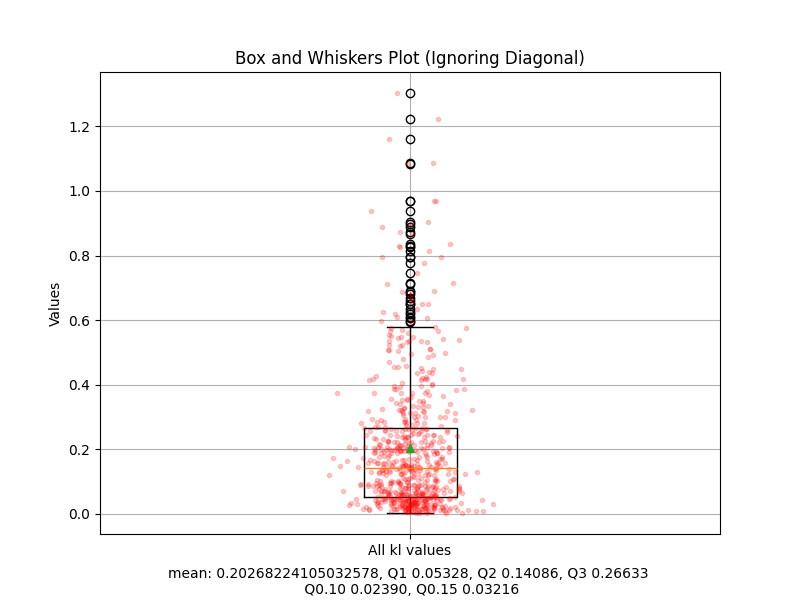 Box and Whiskers Plot (Ignoring Diagonal)
1.2
1.0
0.8
0.6
0.4
0.2
0.0
Values
All kl values
mean: 0.20268224105032578, Q1 0.05328, Q2 0.14086, Q3 0.26633
Q0.10 0.02390, Q0.15 0.03216